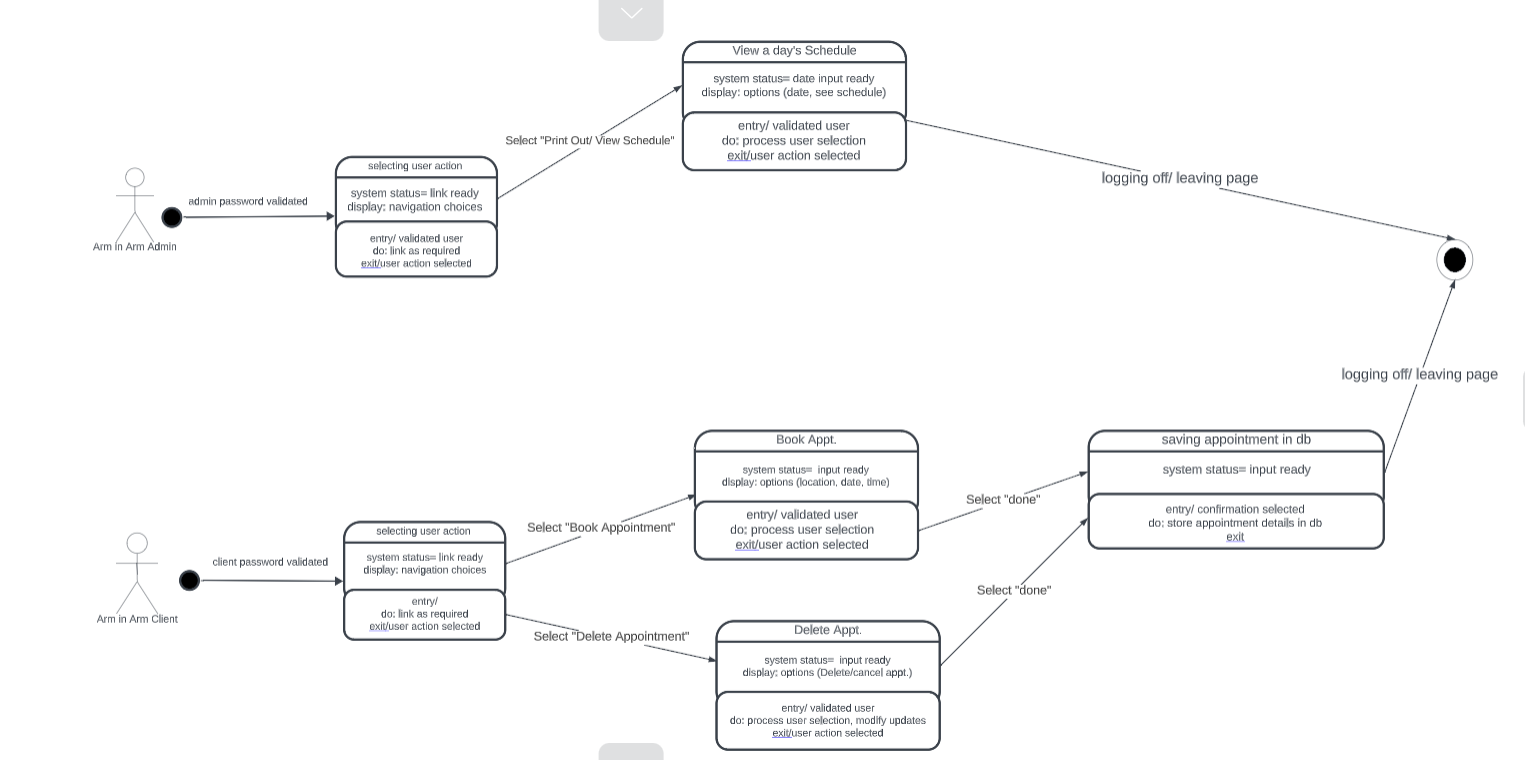 View a day's Schedule
system status= date input ready
display: options (date, see schedule)
entry/ validated user
do: process user selection
exit/user action selected
Select "Print Out/ View Schedule"
logging off/ leaving page
selecting user action
system status= link ready
display: navigation choices
entry/ validated user
do: link as required
exit/user action selected
admin password validated
Arm in Arm Admin
logging off/ leaving page
Book Appt.
system status=  input ready
display: options (location, date, time)
entry/ validated user
do; process user selection
exit/user action selected
saving appointment in db
system status= input ready
entry/ confirmation selected
do; store appointment details in db
exit
Select "done"
Select "Book Appointment"
selecting user action
system status= link ready
display: navigation choices
entry/
do: link as required
exit/user action selected
client password validated
Arm in Arm Client
Select "done"
Select "Delete Appointment"
Delete Appt.
system status=  input ready
display: options (Delete/cancel appt.)
entry/ validated user
do: process user selection, modify updates
exit/user action selected